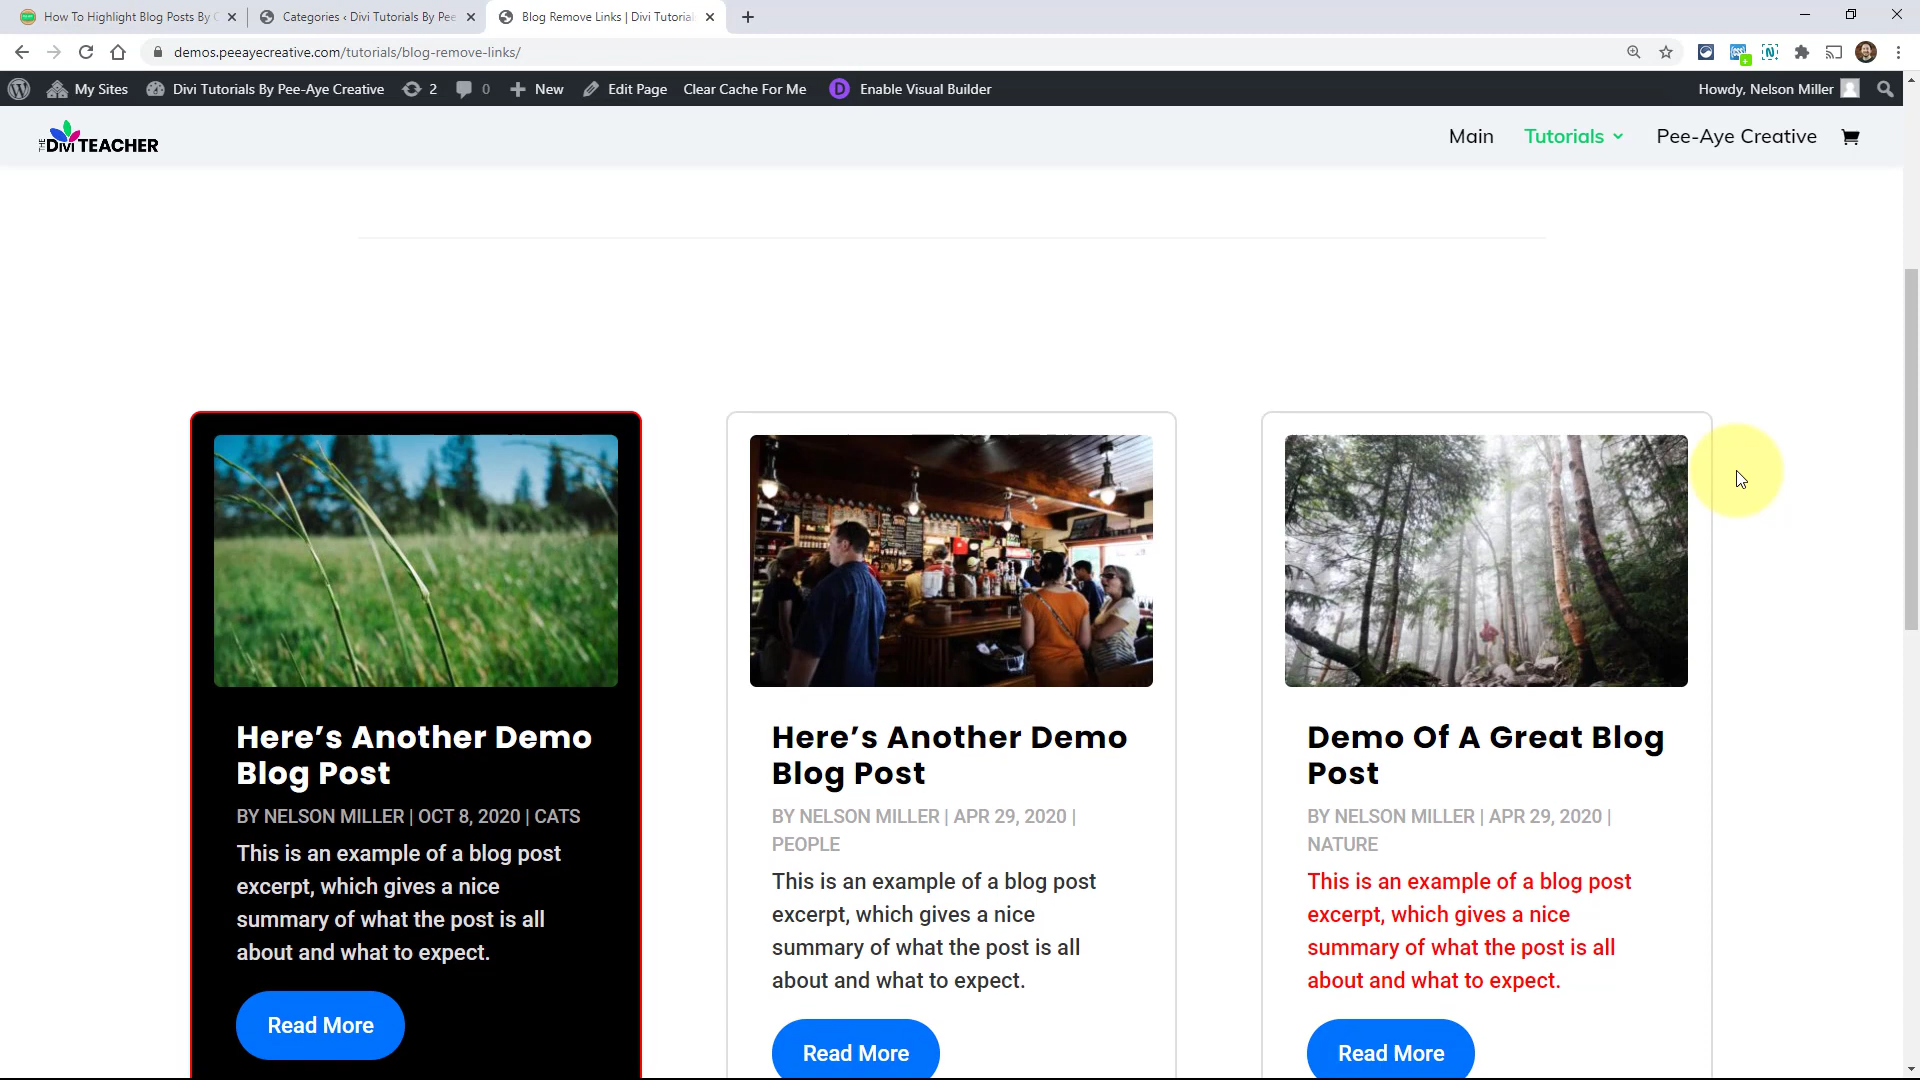 How To Highlight Blog Posts By C
Categories ‹ Divi Tutorials By Pee
Blog Remove Links | Divi Tutorial
demos.peeayecreative.com/tutorials/blog-remove-links/
My Sites
Divi Tutorials By Pee-Aye Creative
2
0
New
Edit Page
Clear Cache For Me
D
Enable Visual Builder
Howdy, Nelson Miller
THE DIVI TEACHER
Main
Tutorials
Pee-Aye Creative
Here’s Another Demo
Blog Post
BY NELSON MILLER | OCT 8, 2020 | CATS
This is an example of a blog post
excerpt, which gives a nice
summary of what the post is all
about and what to expect.
Read More
Here’s Another Demo
Blog Post
BY NELSON MILLER | APR 29, 2020 |
PEOPLE
This is an example of a blog post
excerpt, which gives a nice
summary of what the post is all
about and what to expect.
Read More
Demo Of A Great Blog
Post
BY NELSON MILLER | APR 29, 2020 |
NATURE
This is an example of a blog post
excerpt, which gives a nice
summary of what the post is all
about and what to expect.
Read More